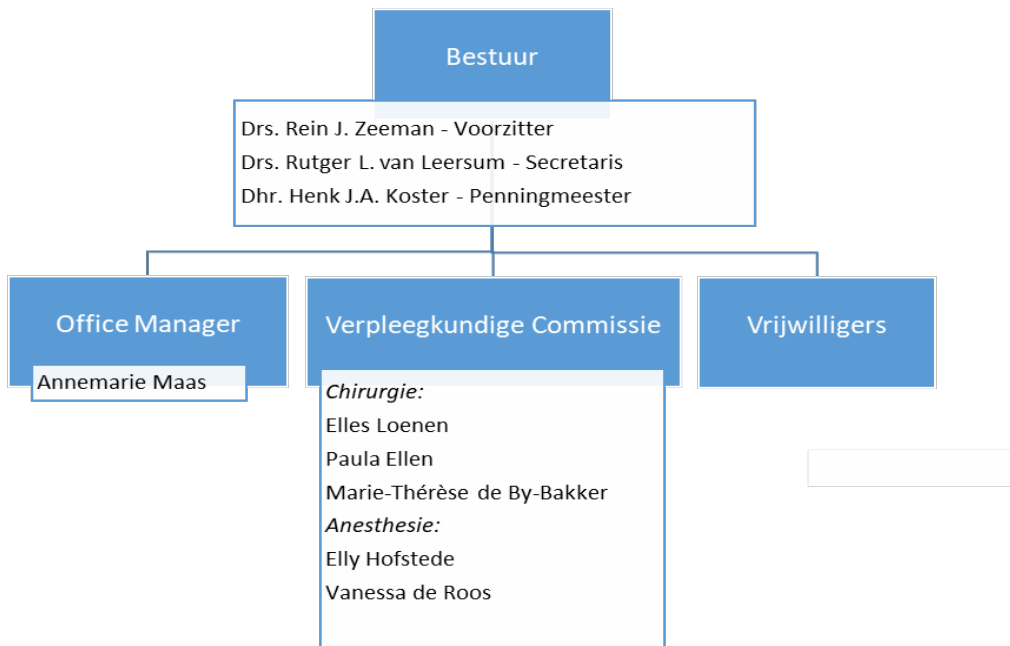 Bestuur
Drs. Rein J. Zeeman - Voorzitter
Drs. Rutger L. van Leersum - Secretaris
Dhr. Henk J.A. Koster - Penningmeester
Office Manager
Annemarie Maas
Verpleegkundige Commissie
Chirurgie:
Elles Loenen
Paula Ellen
Marie-Thérèse de By-Bakker
Anesthesie:
Elly Hofstede
Vanessa de Roos
Vrijwilligers